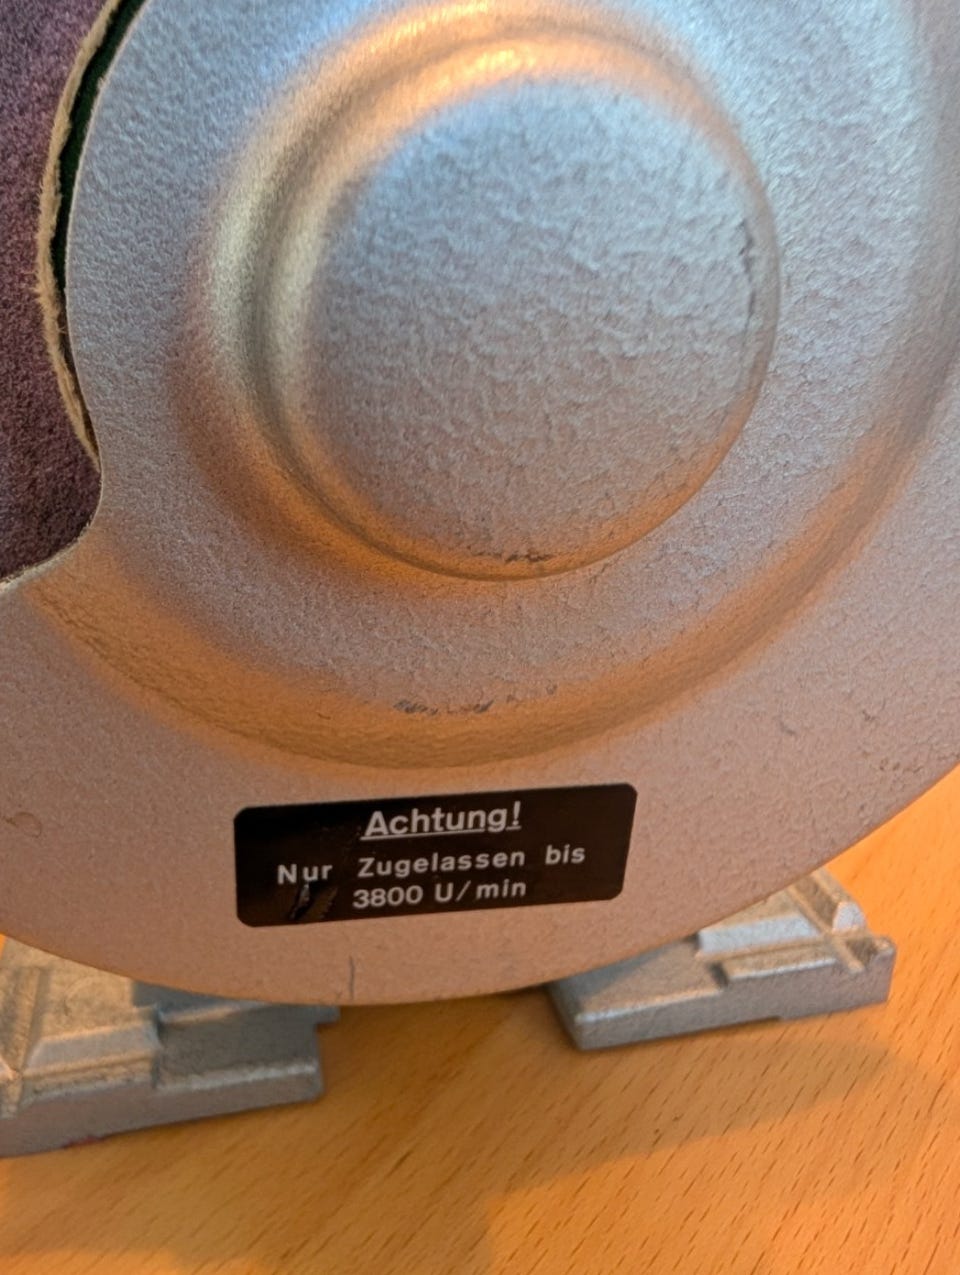 Achtung!
Nur Zugelassen bis
3800 U/min